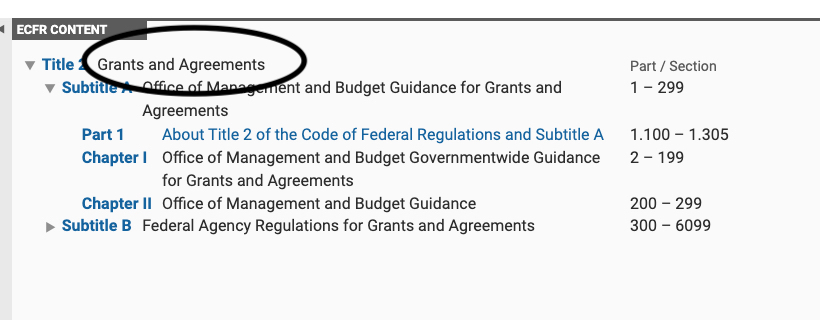 ECFR CONTENT
Title 2 Grants and Agreements Part / Section
Subtitle A Office of Management and Budget Guidance for Grants and 1 – 299
Agreements
Part 1 About Title 2 of the Code of Federal Regulations and Subtitle A 1.100 – 1.305
Chapter I Office of Management and Budget Governmentwide Guidance 2 – 199
for Grants and Agreements
Chapter II Office of Management and Budget Guidance 200 – 299
Subtitle B Federal Agency Regulations for Grants and Agreements 300 – 6099